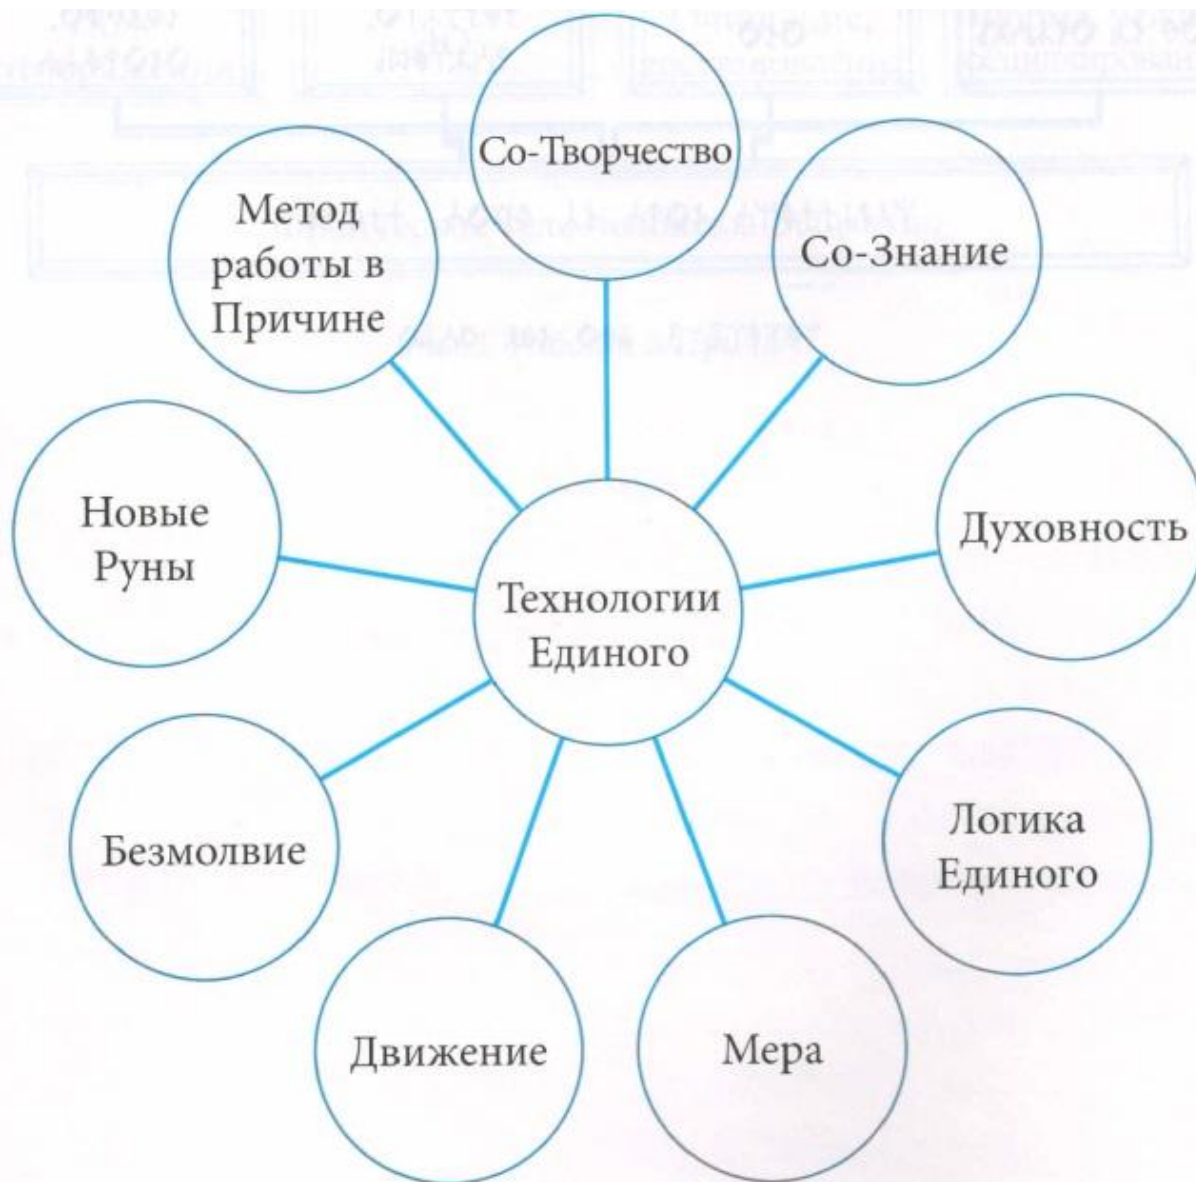 Со-Творчество
Со-Знание
Духовность
Логика
Единого
Мера
Движение
Безмолвие
Новые
Руны
Метод
работы в
Причине
Технологии
Единого